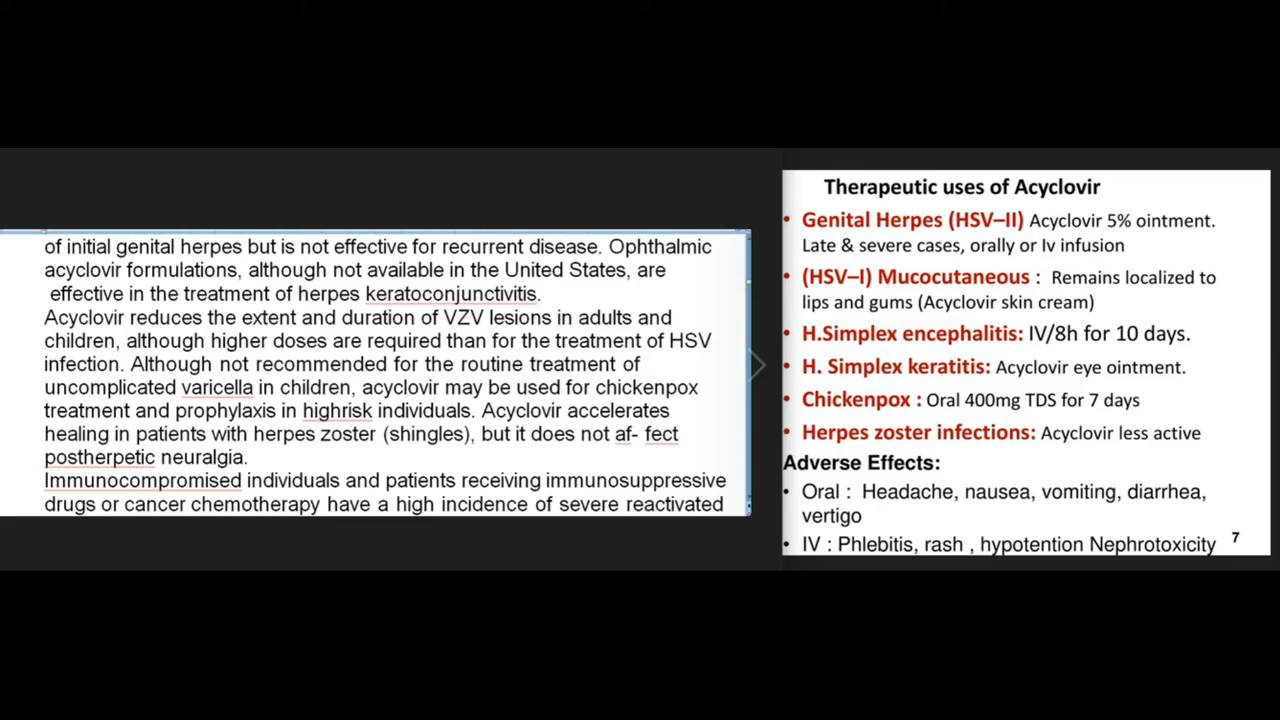 of initial genital herpes but is not effective for recurrent disease. Ophthalmic
acyclovir formulations, although not available in the United States, are
effective in the treatment of herpes keratoconjunctivitis.
Acyclovir reduces the extent and duration of VZV lesions in adults and
children, although higher doses are required than for the treatment of HSV
infection. Although not recommended for the routine treatment of
uncomplicated varicella in children, acyclovir may be used for chickenpox
treatment and prophylaxis in highrisk individuals. Acyclovir accelerates
healing in patients with herpes zoster (shingles), but it does not af- fect
postherpetic neuralgia.
Immunocompromised individuals and patients receiving immunosuppressive
drugs or cancer chemotherapy have a high incidence of severe reactivated
Therapeutic uses of Acyclovir
• Genital Herpes (HSV–II) Acyclovir 5% ointment.
Late & severe cases, orally or Iv infusion
• (HSV–I) Mucocutaneous : Remains localized to
lips and gums (Acyclovir skin cream)
• H.Simplex encephalitis: IV/8h for 10 days.
• H. Simplex keratitis: Acyclovir eye ointment.
• Chickenpox : Oral 400mg TDS for 7 days
• Herpes zoster infections: Acyclovir less active
Adverse Effects:
• Oral : Headache, nausea, vomiting, diarrhea,
vertigo
• IV : Phlebitis, rash , hypotention Nephrotoxicity
7